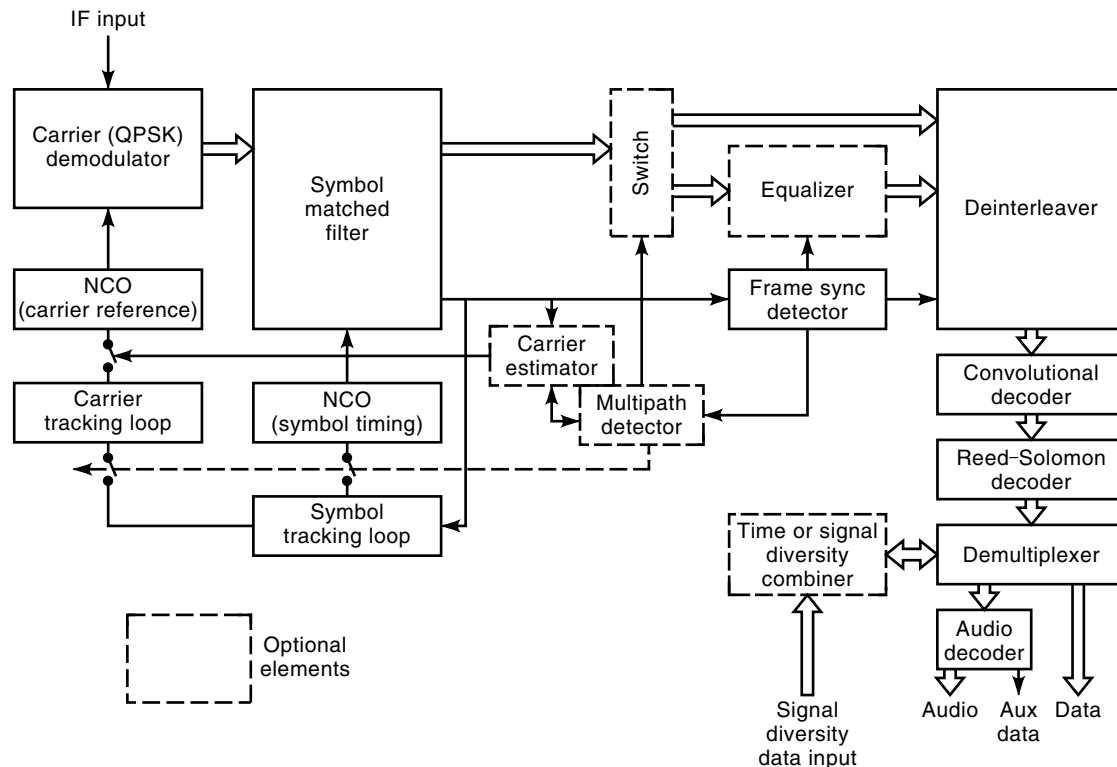 IF input
Carrier (QPSK)
demodulator
Symbol
matched
filter
Switch
Equalizer
Deinterleaver
NCO
(carrier reference)
Frame sync
detector
Carrier
estimator
Carrier
tracking loop
NCO
(symbol timing)
Multipath
detector
Convolutional
decoder
Reed–Solomon
decoder
Symbol
tracking loop
Time or signal
diversity
combiner
Demultiplexer
Optional
elements
Audio
decoder
Signal
diversity
data input
Audio
Aux
data
Data